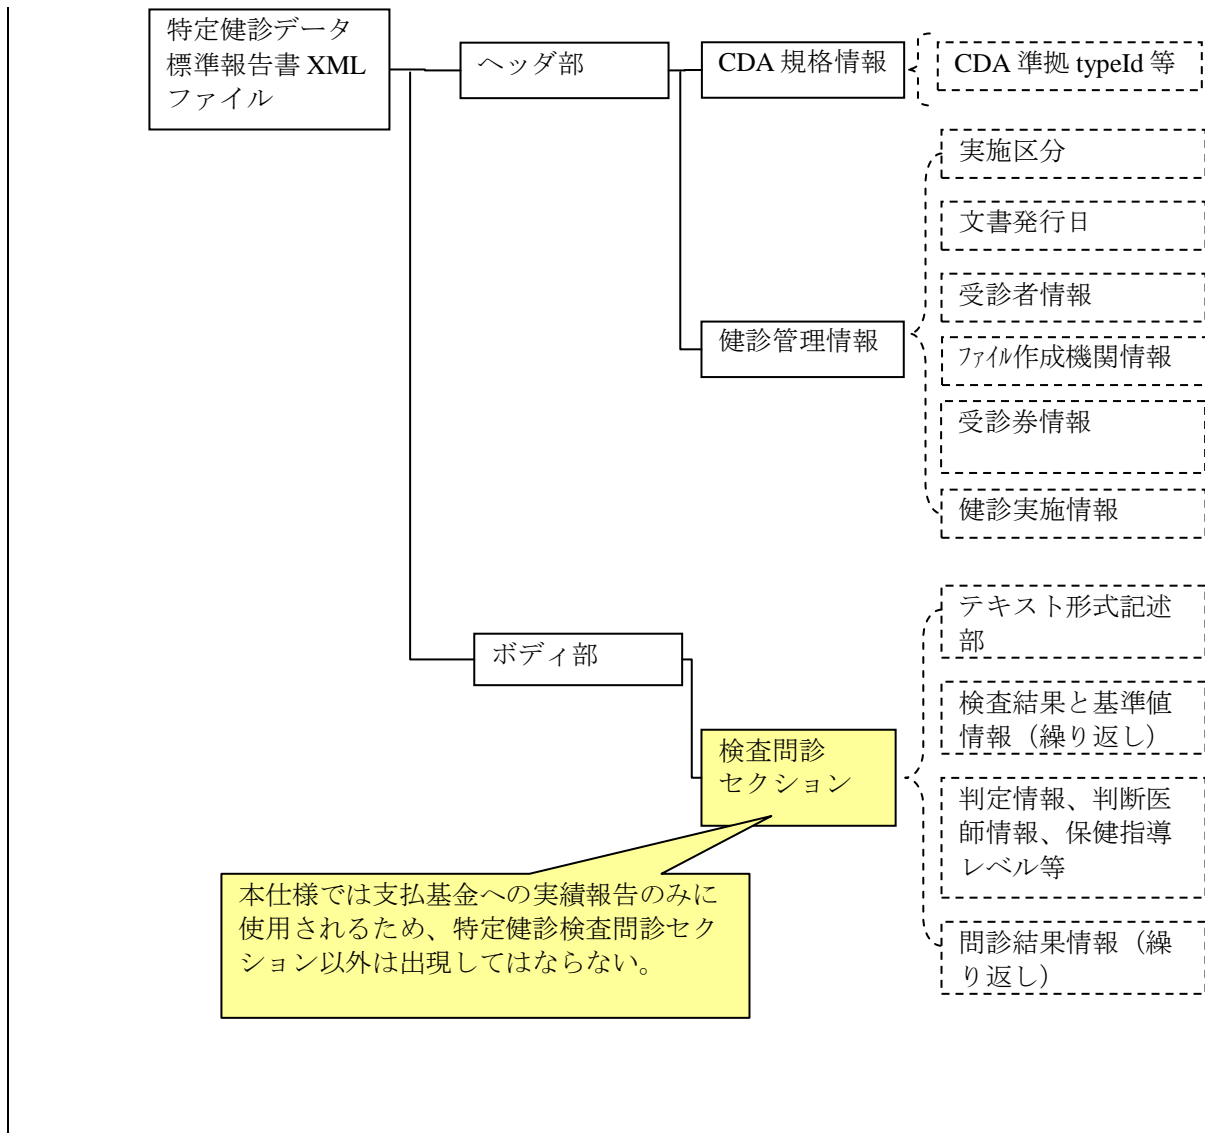 特定健診データ
標準報告書 XML
ファイル
ヘッダ部
CDA 規格情報
CDA 準拠 typeId 等
実施区分
文書発行日
受診者情報
健診管理情報
ﾌｧｲﾙ作成機関情報
受診券情報
健診実施情報
ボディ部
テキスト形式記述
部
検査結果と基準値
情報（繰り返し）
検査問診
セクション
判定情報、判断医
師情報、保健指導
レベル等
本仕様では支払基金への実績報告のみに
使用されるため、特定健診検査問診セク
ション以外は出現してはならない。
問診結果情報（繰
り返し）